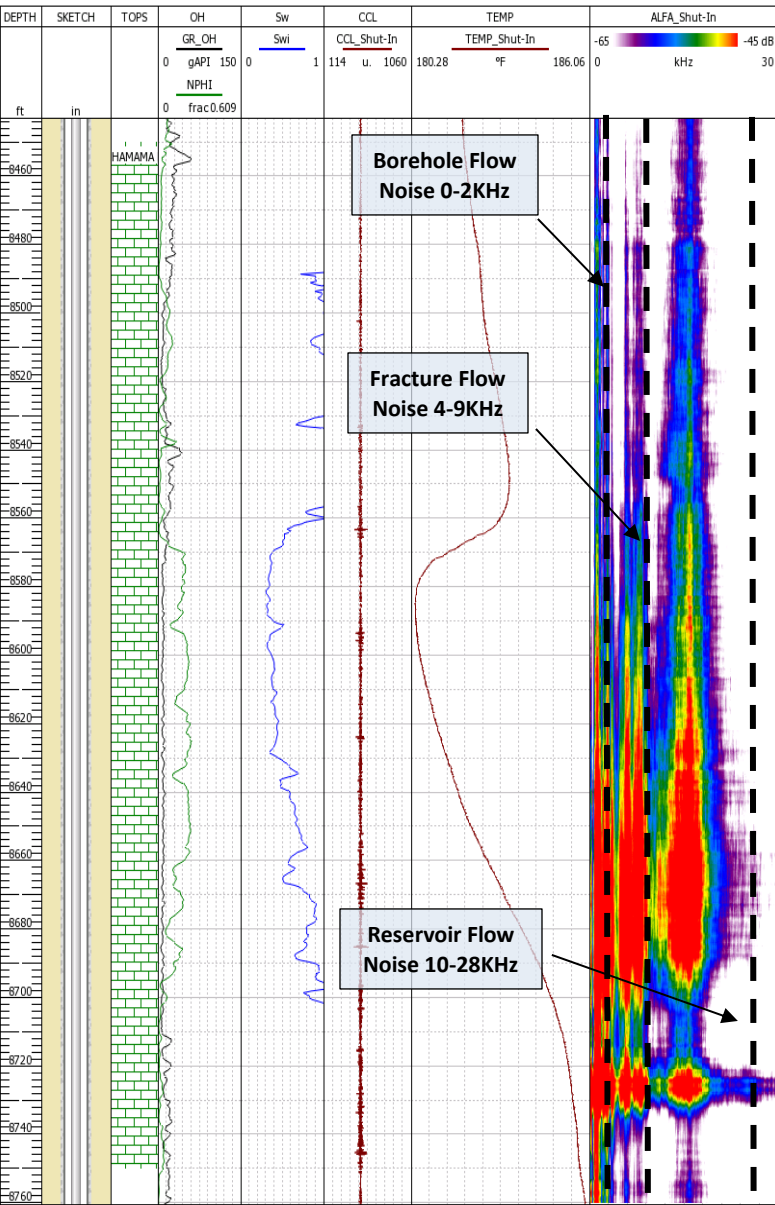 DEPTH SKETCH TOPS OH Sw CCL TEMP ALFA_Shut-In
GR_OH Swi CCL_Shut-In TEMP_Shut-In -65 -45 dB
0 gAPI 150 0 1 114 u. 1060 180.28 °F 186.06 0 kHz 30
NPHI
ft in 0 frac 0.609
HAMAMA
8460
8480
8500
8520
8540
8560
8580
8600
8620
8640
8660
8680
8700
8720
8740
8760
Borehole Flow
Noise 0-2KHz
Fracture Flow
Noise 4-9KHz
Reservoir Flow
Noise 10-28KHz